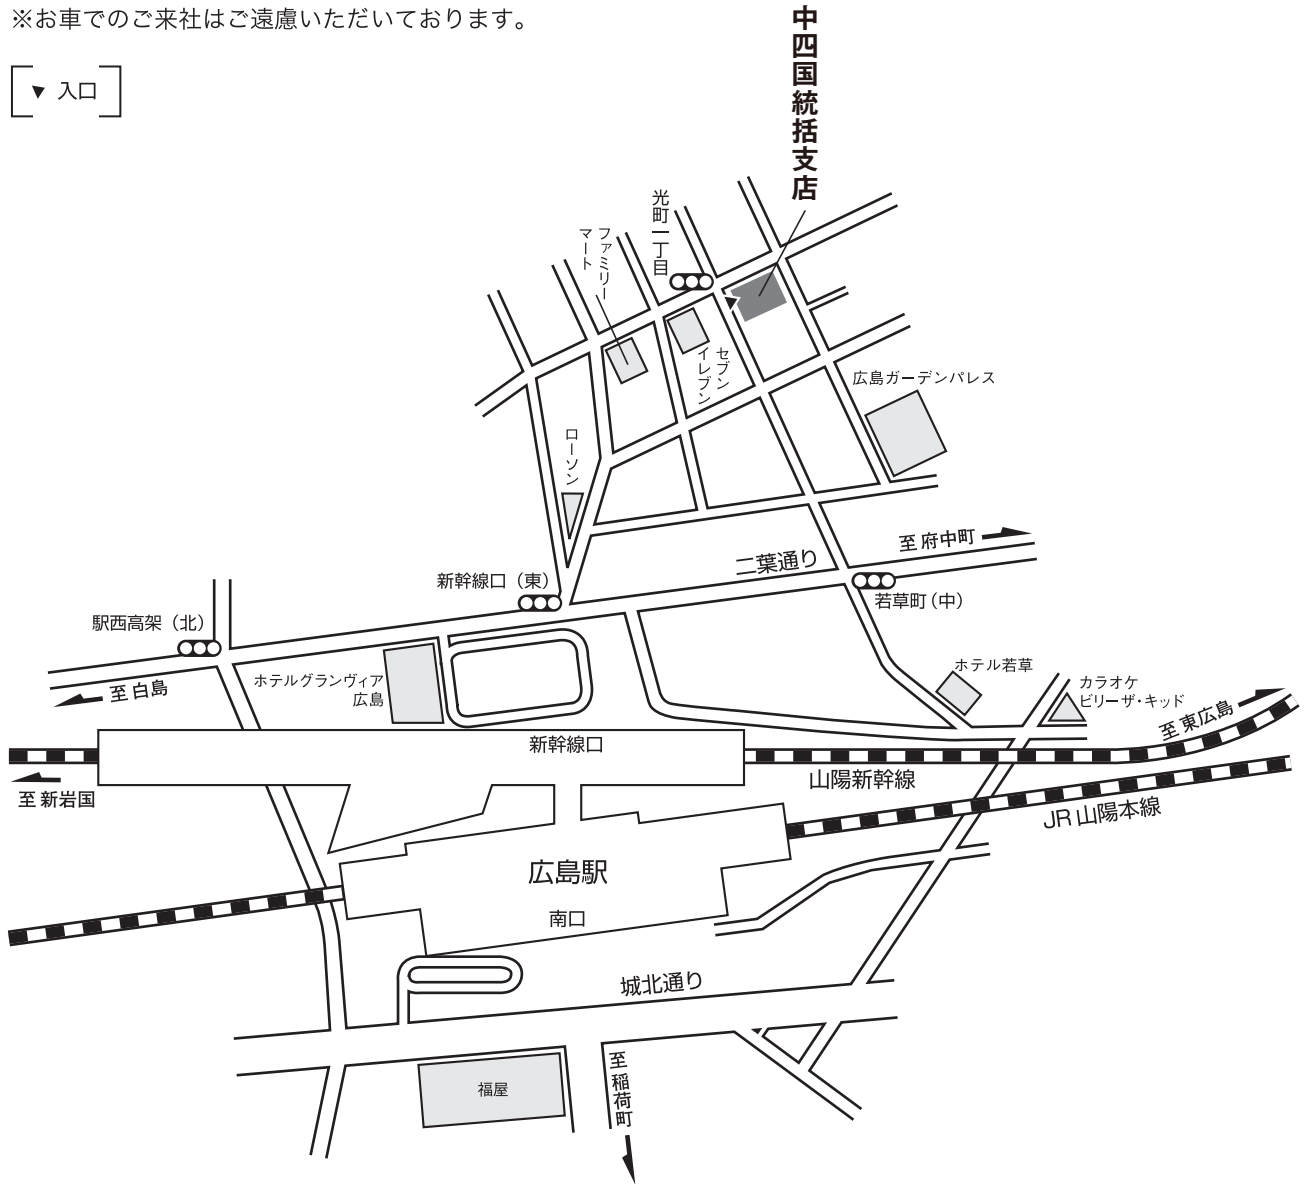 ※お車でのご来社はご遠慮いただいております。
入口
中四国統括支店
光町一丁目
ファミリー
マート
セブン
イレブン
広島ガーデンパレス
ローソン
至 府中町
二葉通り
新幹線口（東）
若草町（中）
駅西高架（北）
至 白島
ホテルグランヴィア
広島
ホテル若草
カラオケ
ビリー・ザ・キッド
至 東広島
新幹線口
山陽新幹線
至 新岩国
JR 山陽本線
広島駅
南口
城北通り
福屋
至 稲荷町